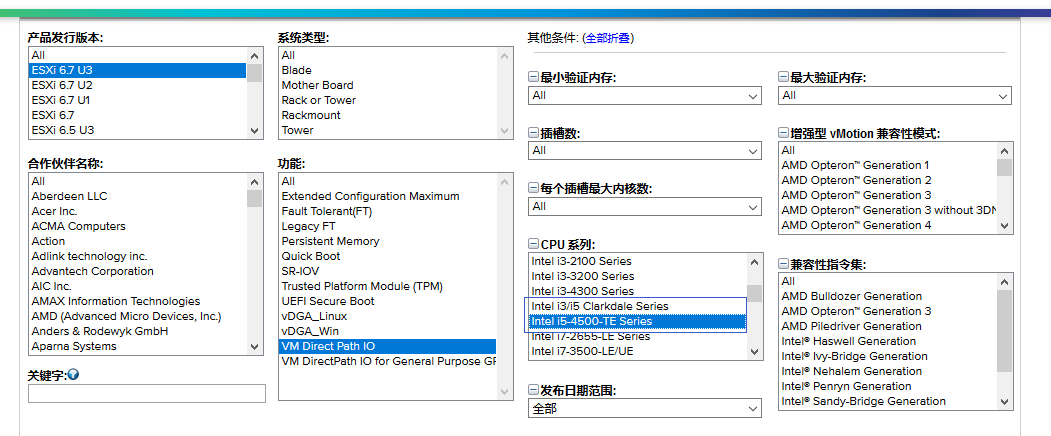 产品发行版本:
All
ESXi 6.7 U3
ESXi 6.7 U2
ESXi 6.7 U1
ESXi 6.7
ESXi 6.5 U3
系统类型:
All
Blade
Mother Board
Rack or Tower
Rackmount
Tower
合作伙伴名称:
All
Aberdeen LLC
Acer Inc.
ACMA Computers
Action
Adlink technology inc.
Advantech Corporation
AIC Inc.
AMAX Information Technologies
AMD (Advanced Micro Devices, Inc.)
Anders & Rodewyk GmbH
Aparna Systems
功能:
All
Extended Configuration Maximum
Fault Tolerant(FT)
Legacy FT
Persistent Memory
Quick Boot
SR-IOV
Trusted Platform Module (TPM)
UEFI Secure Boot
vDGA_Linux
vDGA_Win
VM Direct Path IO
VM DirectPath IO for General Purpose GF
关键字:
其他条件: (全部折叠)
最小验证内存:
All
最大验证内存:
All
插槽数:
All
每个插槽最大内核数:
All
CPU 系列:
Intel i3-2100 Series
Intel i3-3200 Series
Intel i3-4300 Series
Intel i3/i5 Clarkdale Series
Intel i5-4500-TE Series
Intel i7-2655-LE Series
Intel i7-3500-LE/UE
发布日期范围:
全部
增强型 vMotion 兼容性模式:
All
AMD Opteron™ Generation 1
AMD Opteron™ Generation 2
AMD Opteron™ Generation 3
AMD Opteron™ Generation 3 without 3DN
AMD Opteron™ Generation 4
兼容性指令集:
All
AMD Bulldozer Generation
AMD Opteron™ Generation 3
AMD Piledriver Generation
Intel® Haswell Generation
Intel® Ivy-Bridge Generation
Intel® Nehalem Generation
Intel® Penryn Generation
Intel® Sandy-Bridge Generation